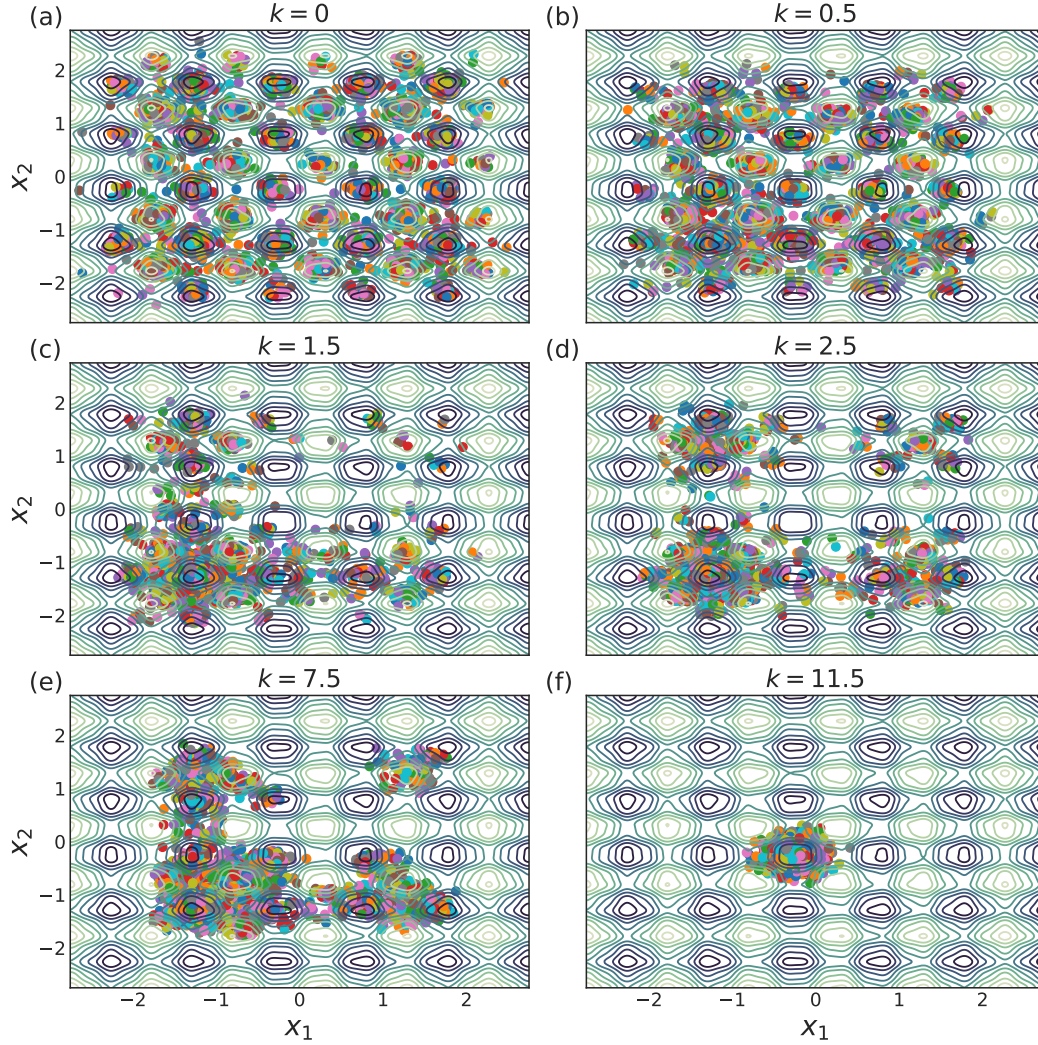 (a) k = 0
(b) k = 0.5
x₂
2
1
0
−1
−2
(c) k = 1.5
(d) k = 2.5
x₂
2
1
0
−1
−2
(e) k = 7.5
(f) k = 11.5
x₂
2
1
0
−1
−2
−2 −1 0 1 2
x₁
−2 −1 0 1 2
x₁